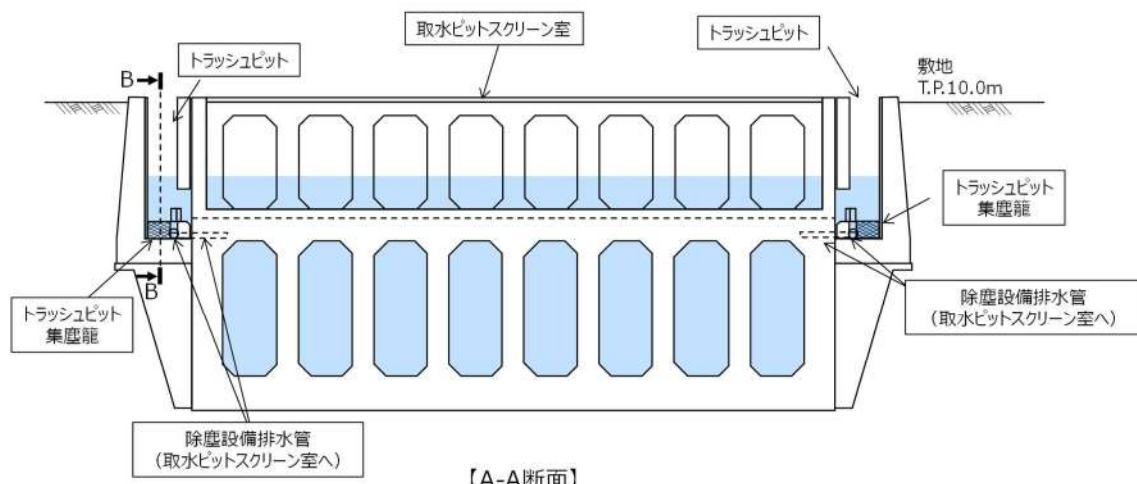 取水ピットスクリーン室
トラッシュピット
トラッシュピット
敷地
T.P.10.0m
B
トラッシュピット
集塵籠
B
トラッシュピット
集塵籠
除塵設備排水管
（取水ピットスクリーン室へ）
除塵設備排水管
（取水ピットスクリーン室へ）
【A-A断面】